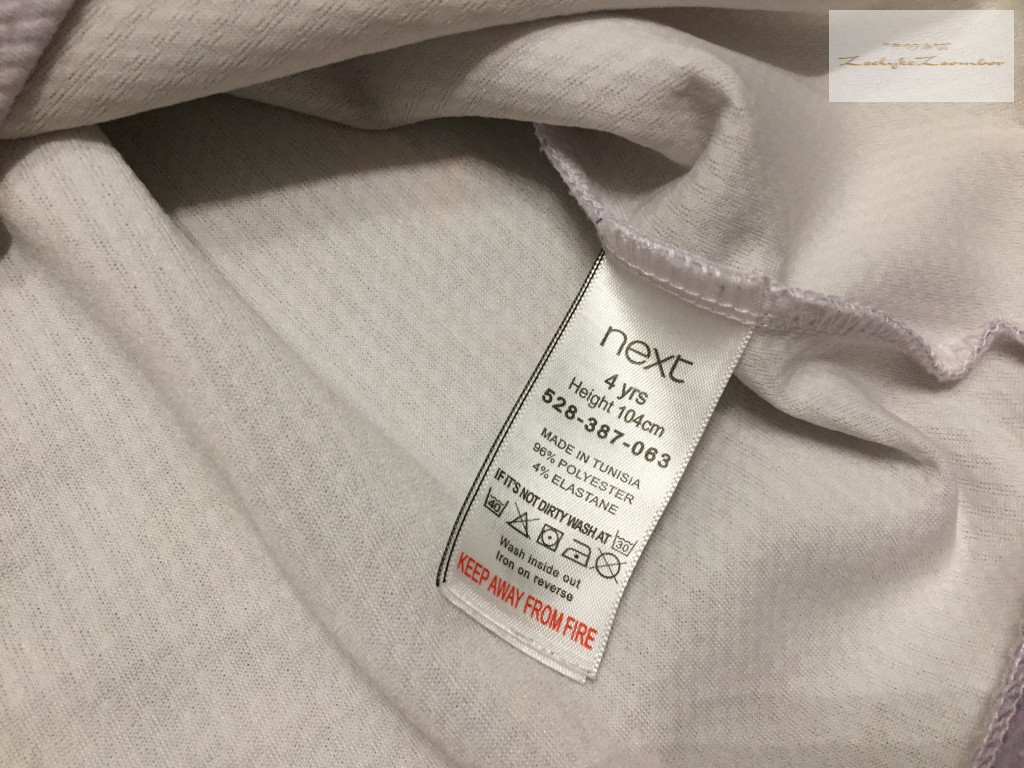 next
4 yrs
Height 104cm
528-387-063
MADE IN TUNISIA
96% POLYESTER
4% ELASTANE
IF IT'S NOT DIRTY WASH AT 30
40
Wash inside out
Iron on reverse
KEEP AWAY FROM FIRE